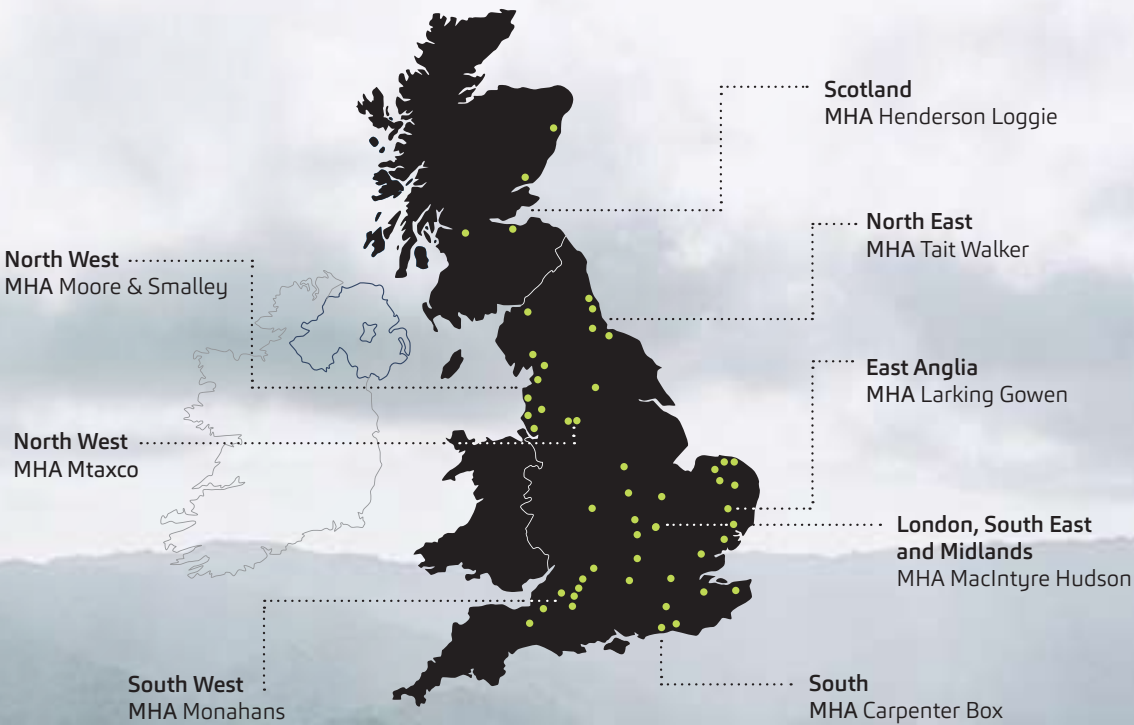 Scotland
MHA Henderson Loggie
North East
MHA Tait Walker
North West
MHA Moore & Smalley
East Anglia
MHA Larking Gowen
North West
MHA Mtaxco
London, South East
and Midlands
MHA MacIntyre Hudson
South West
MHA Monahans
South
MHA Carpenter Box